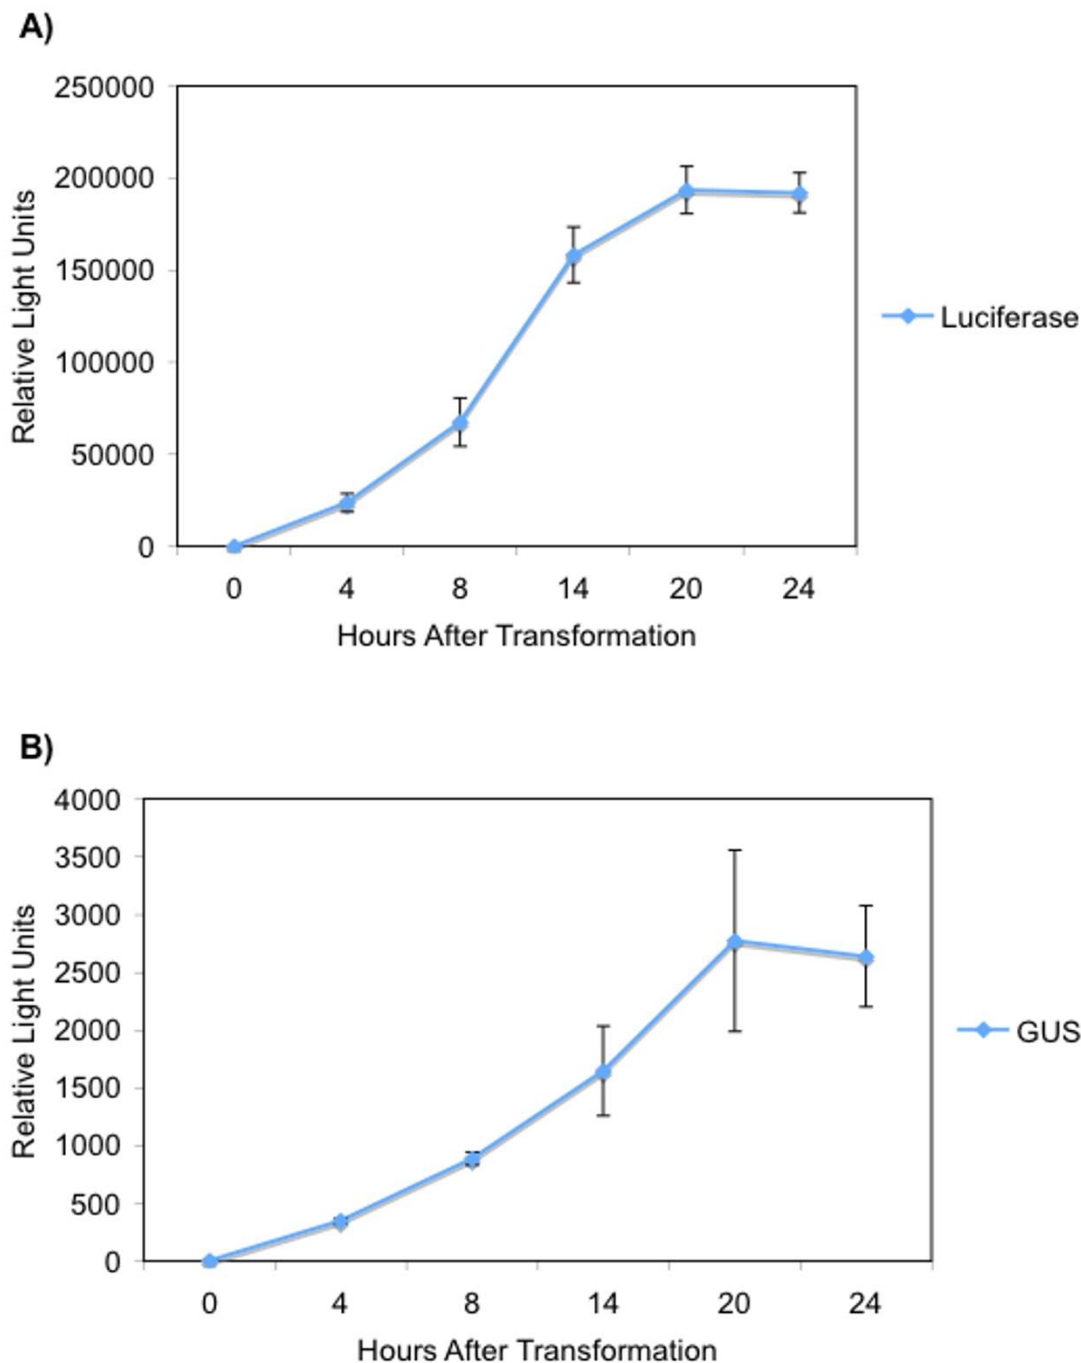 A)
250000
200000
150000
100000
50000
0
Relative Light Units
0 4 8 14 20 24
Hours After Transformation
Luciferase
B)
4000
3500
3000
2500
2000
1500
1000
500
0
Relative Light Units
0 4 8 14 20 24
Hours After Transformation
GUS